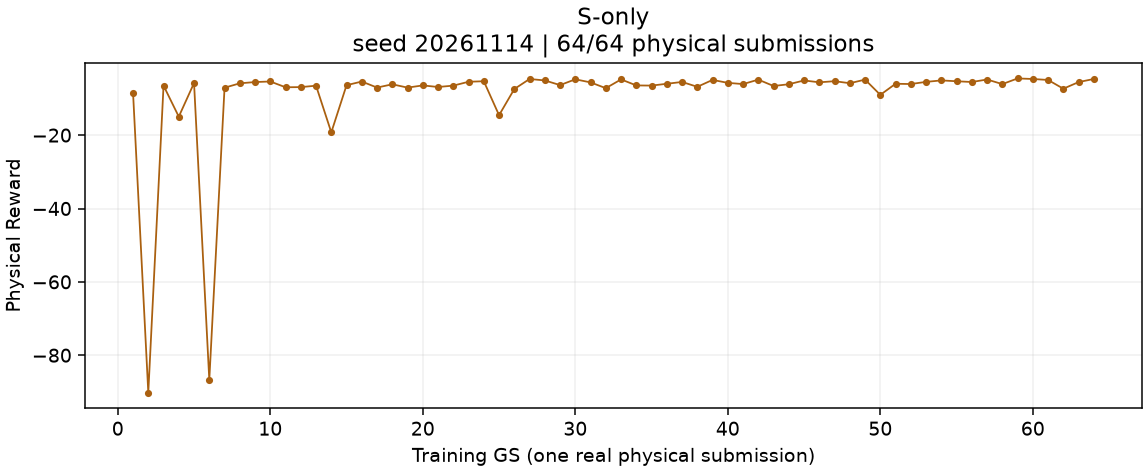 S-only
seed 20261114 | 64/64 physical submissions
Physical Reward
−20
−40
−60
−80
0 10 20 30 40 50 60
Training GS (one real physical submission)